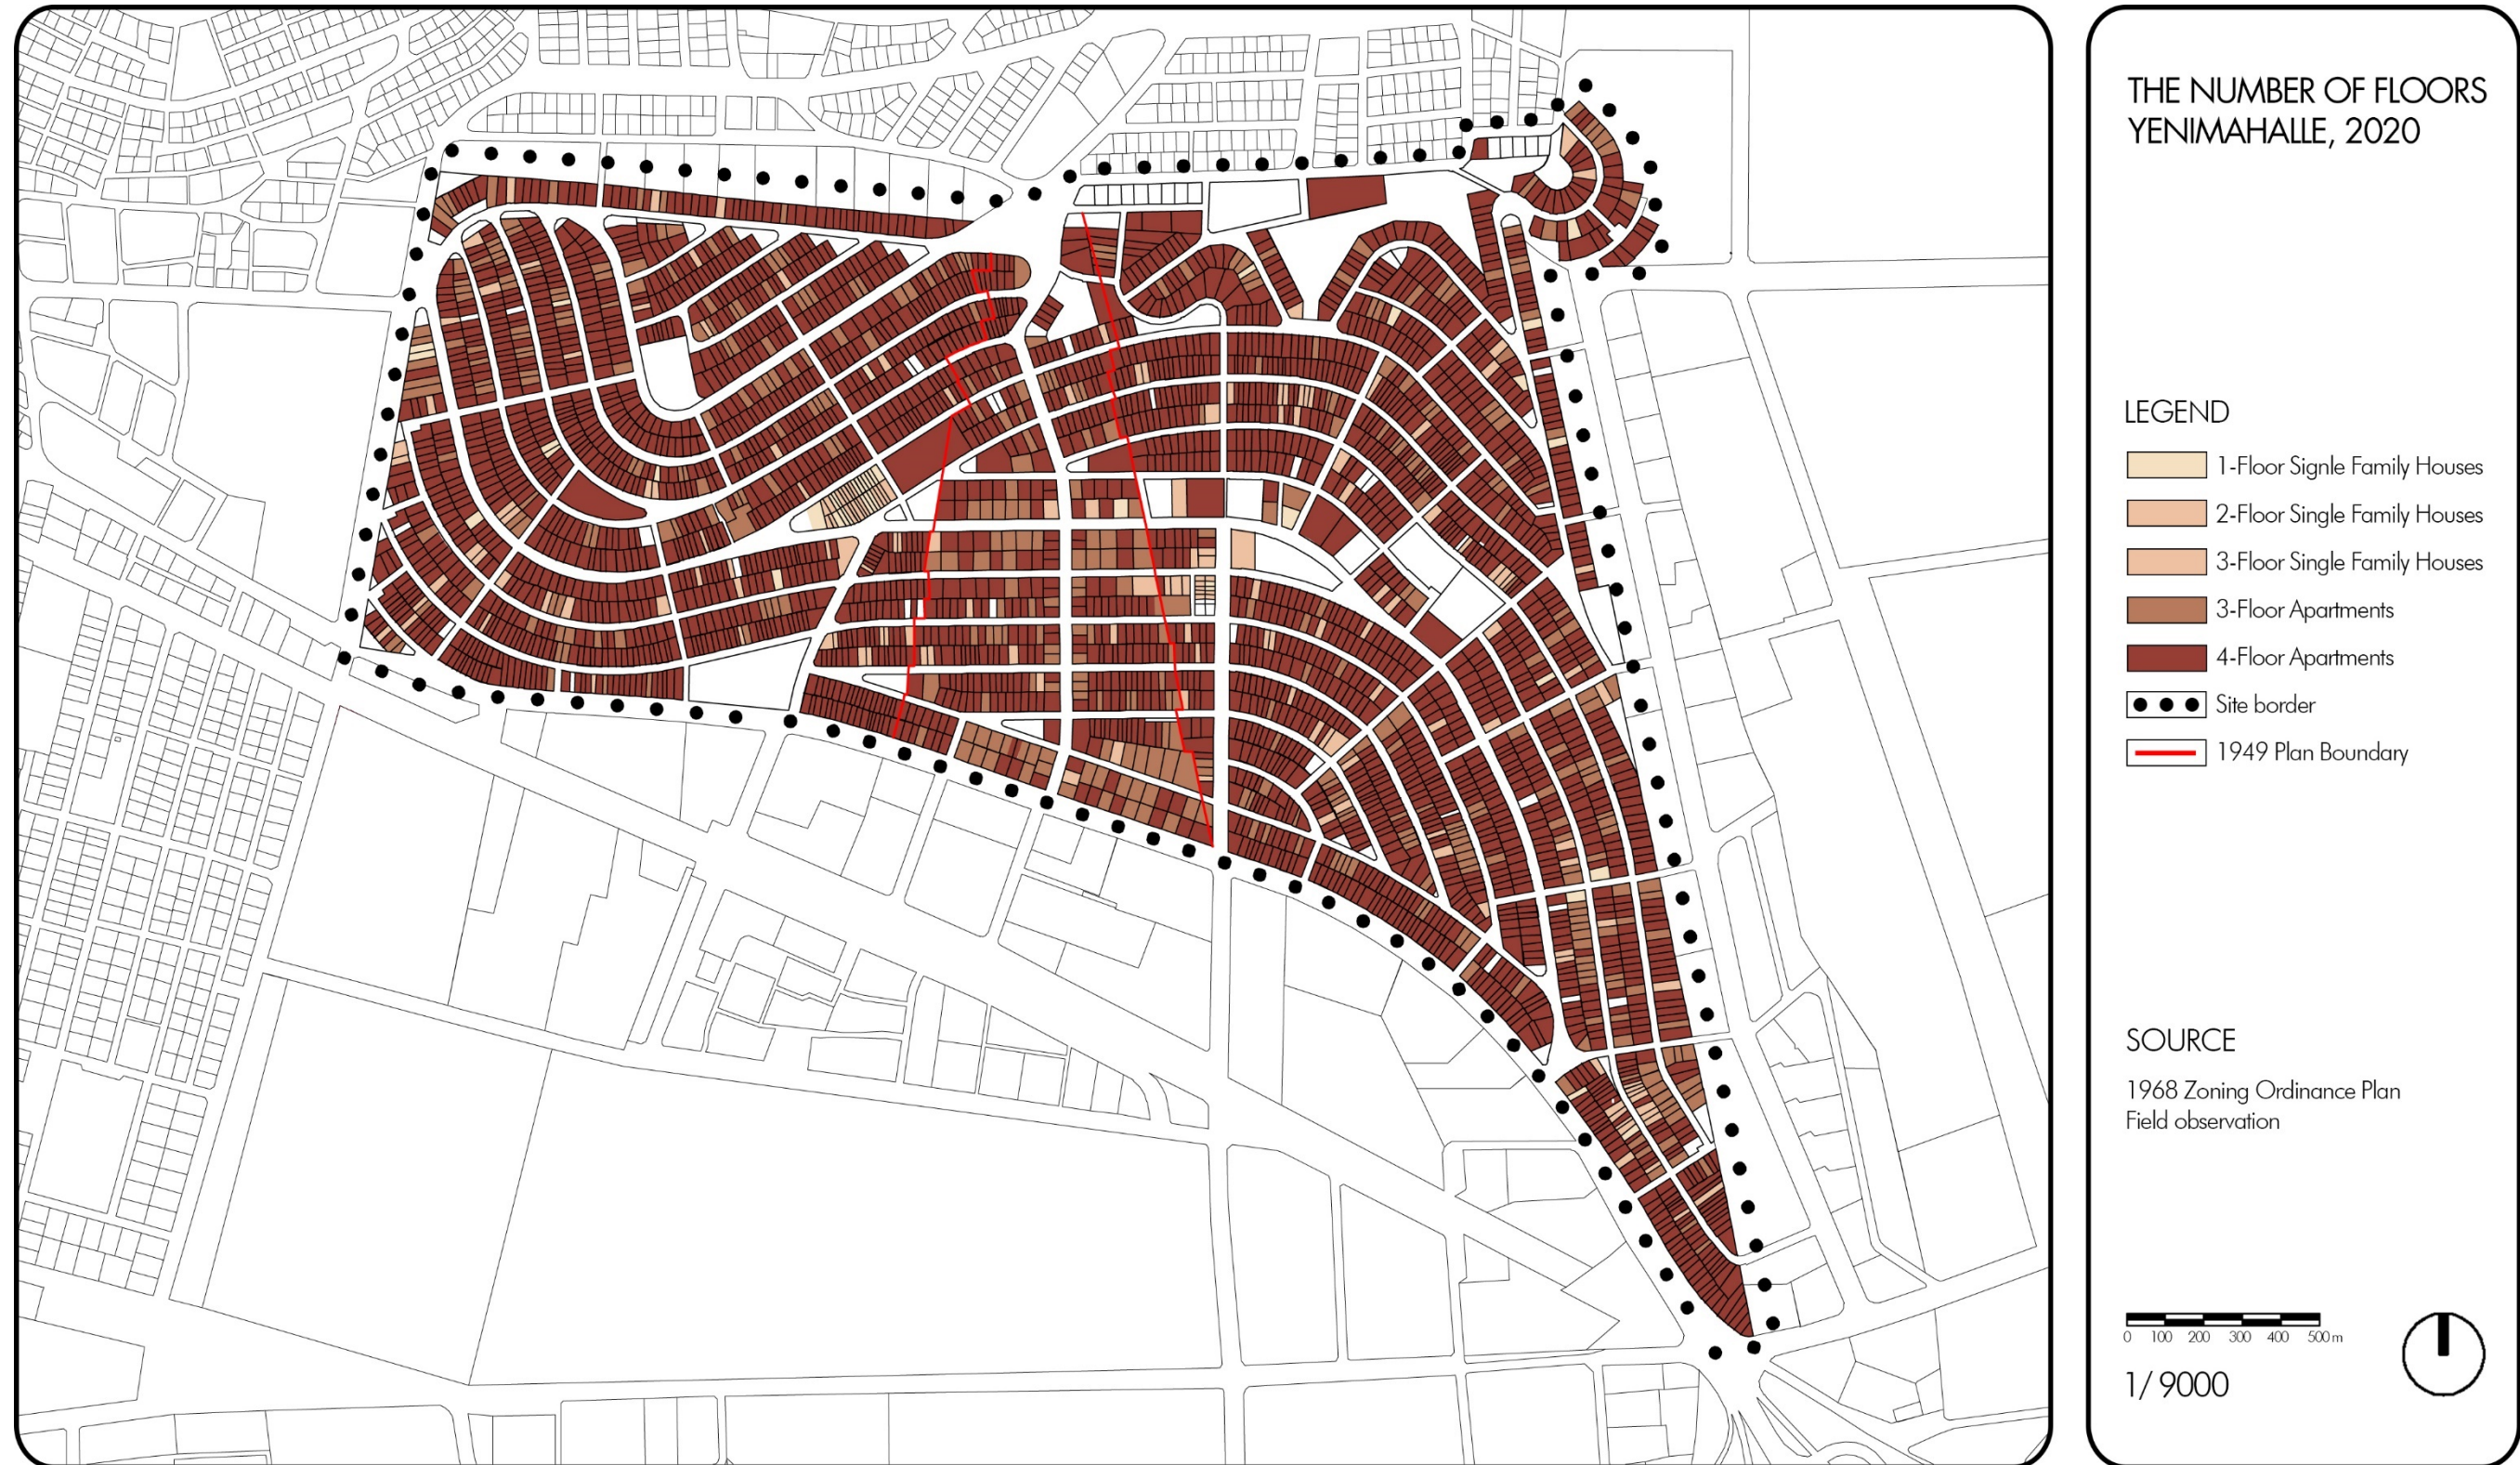 THE NUMBER OF FLOORS
YENIMAHALLE, 2020
LEGEND
1-Floor Signle Family Houses
2-Floor Single Family Houses
3-Floor Single Family Houses
3-Floor Apartments
4-Floor Apartments
Site border
1949 Plan Boundary
SOURCE
1968 Zoning Ordinance Plan
Field observation
0 100 200 300 400 500m
1/9000